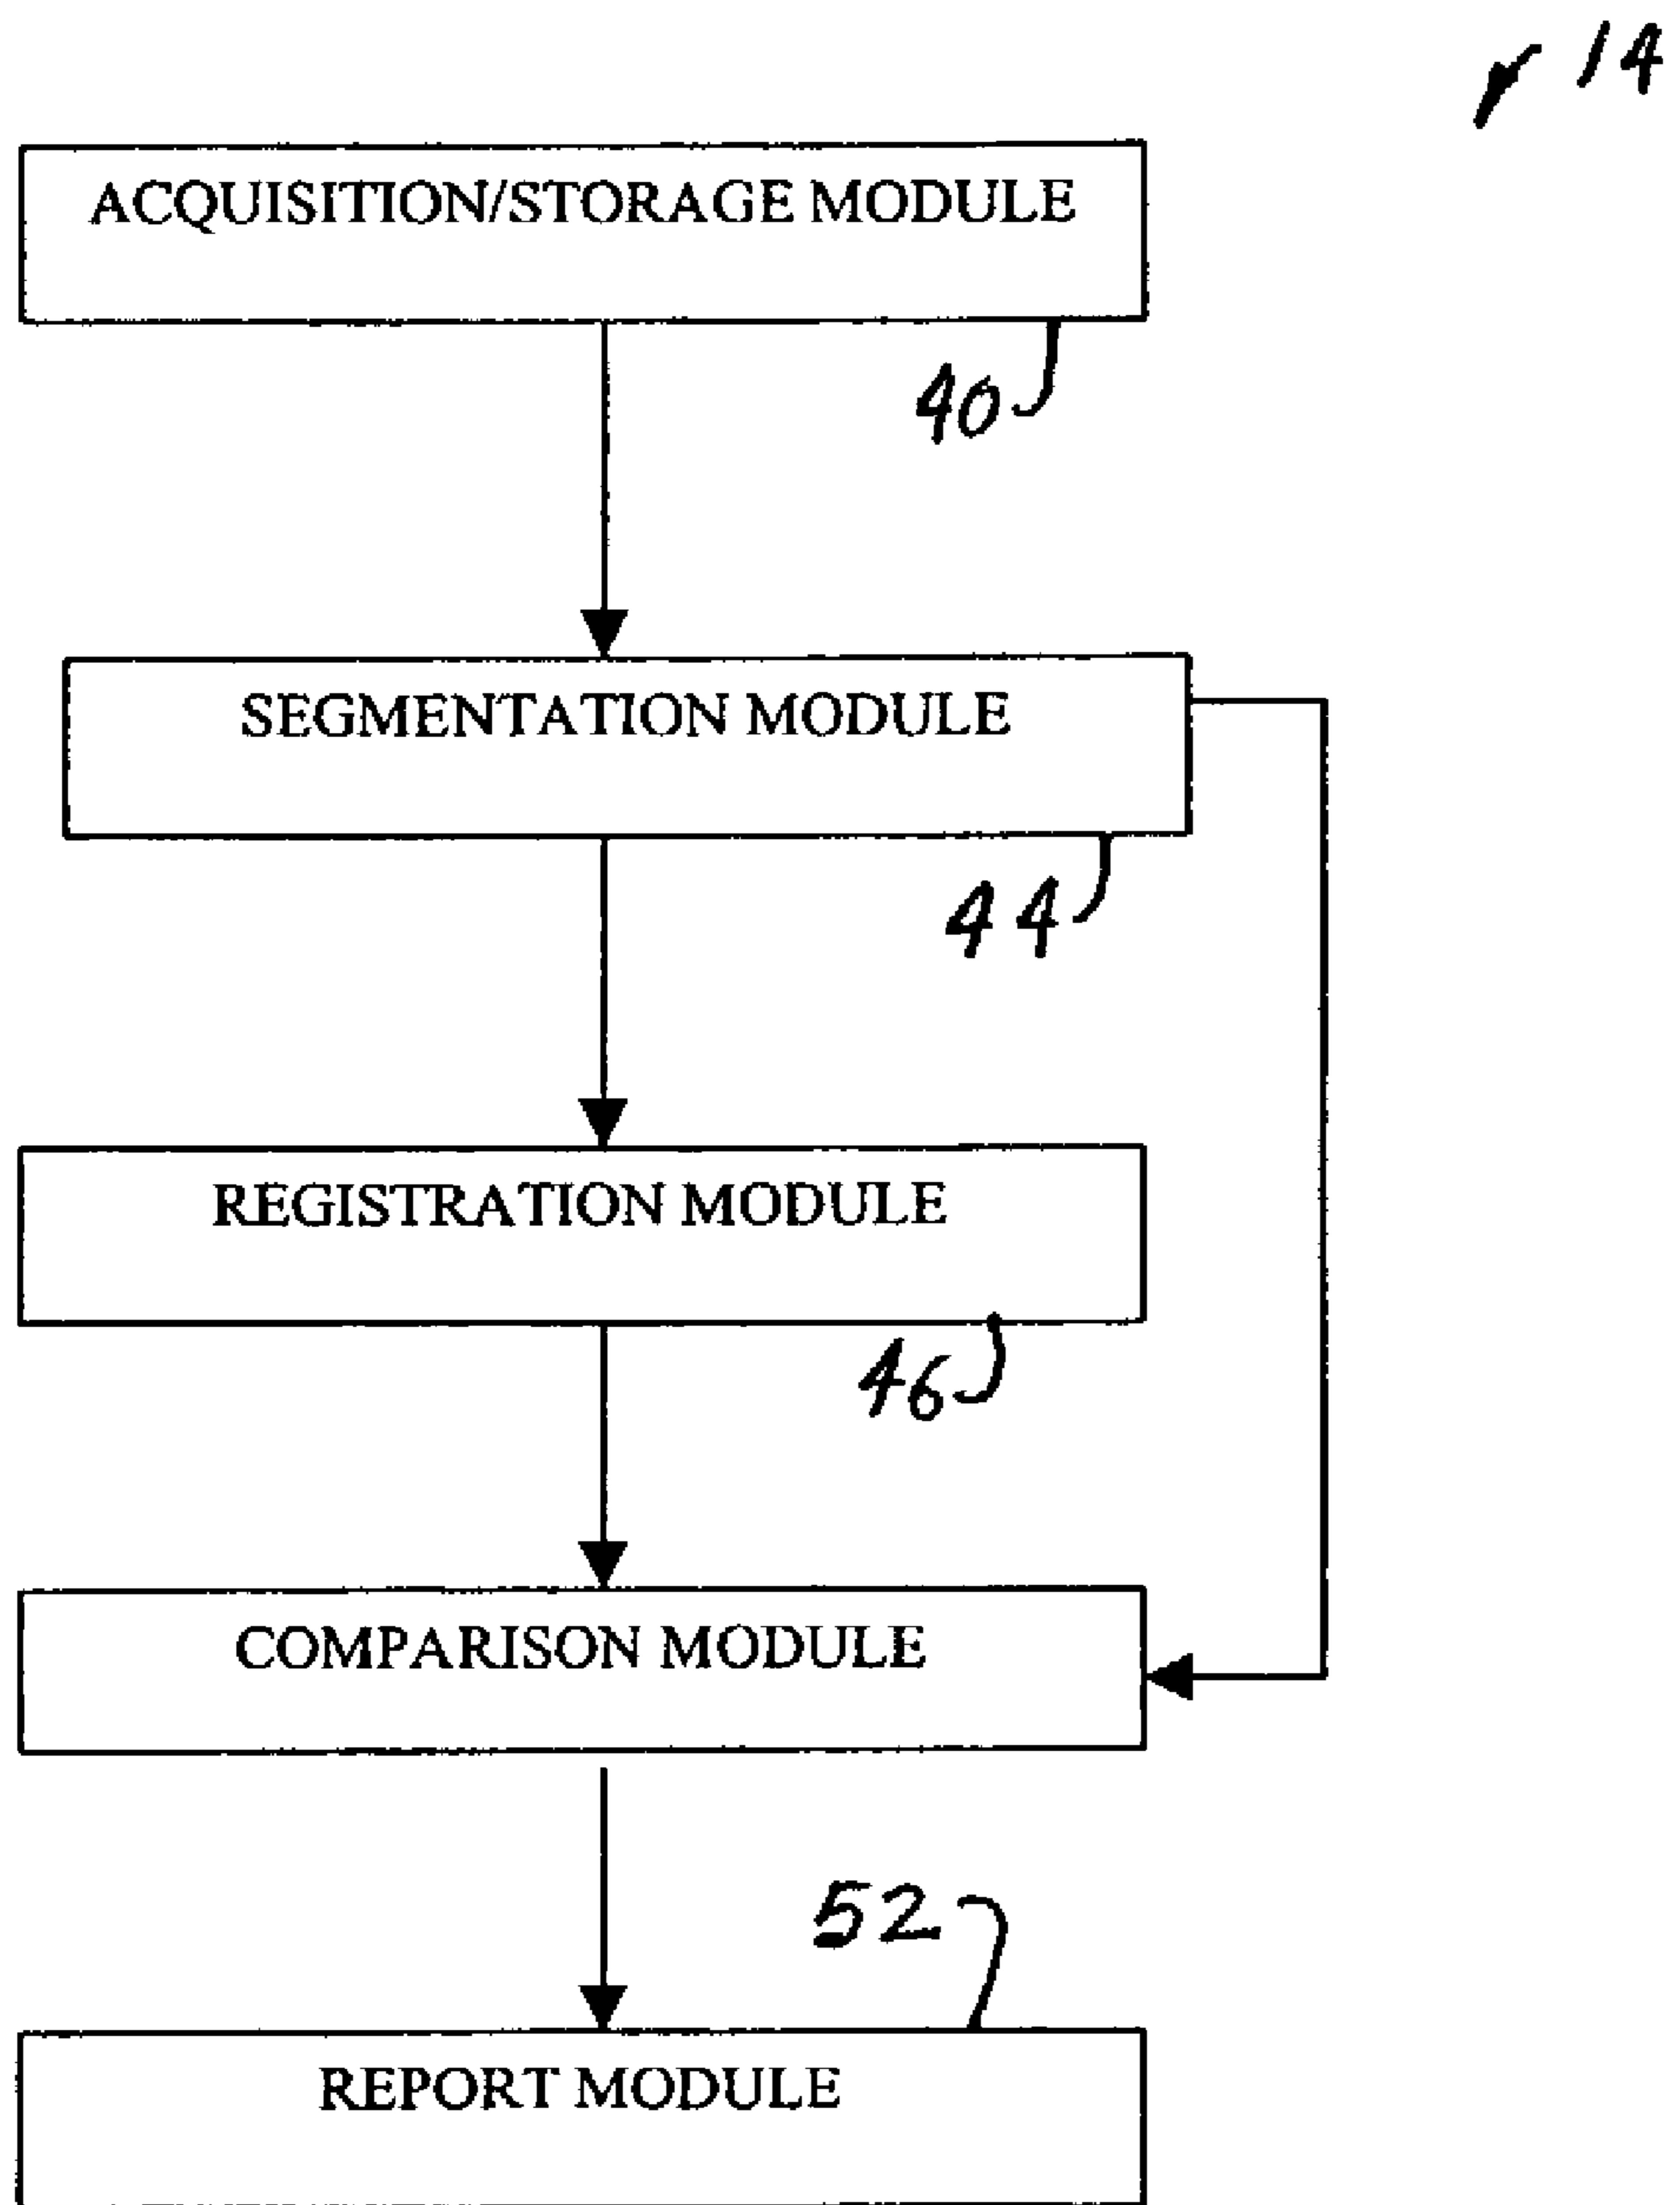 14
ACQUISITION/STORAGE MODULE
40
SEGMENTATION MODULE
44
REGISTRATION MODULE
46
COMPARISON MODULE
52
REPORT MODULE